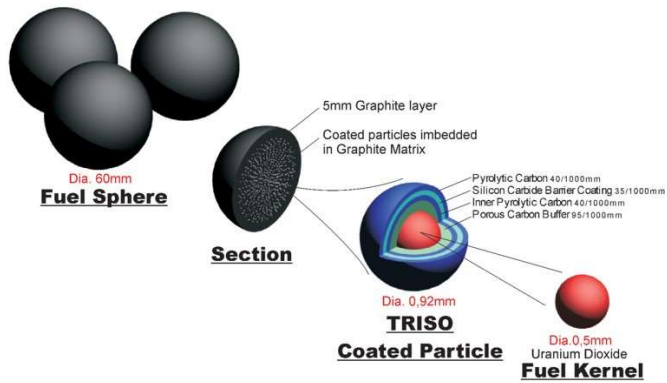 Dia. 60mm
Fuel Sphere
5mm Graphite layer
Coated particles imbedded
in Graphite Matrix
Section
Pyrolytic Carbon 40/1000mm
Silicon Carbide Barrier Coating 35/1000mm
Inner Pyrolytic Carbon 40/1000mm
Porous Carbon Buffer 95/1000mm
Dia. 0,92mm
TRISO
Coated Particle
Dia.0,5mm
Uranium Dioxide
Fuel Kernel